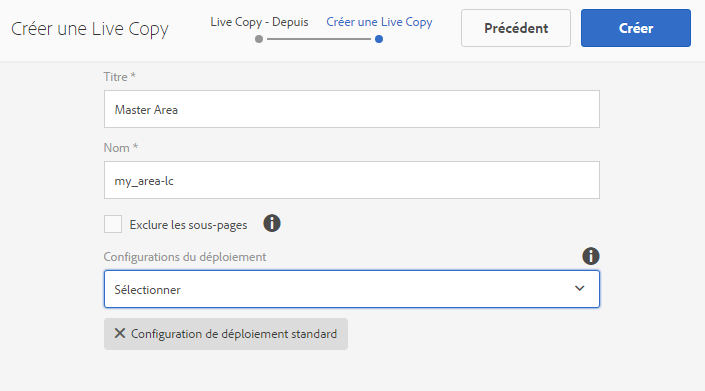 Créer une Live Copy
Live Copy - Depuis
Créer une Live Copy
Précédent
Créer
Titre *
Master Area
Nom *
my_area-lc
Exclure les sous-pages
Configurations du déploiement
Sélectionner
Configuration de déploiement standard